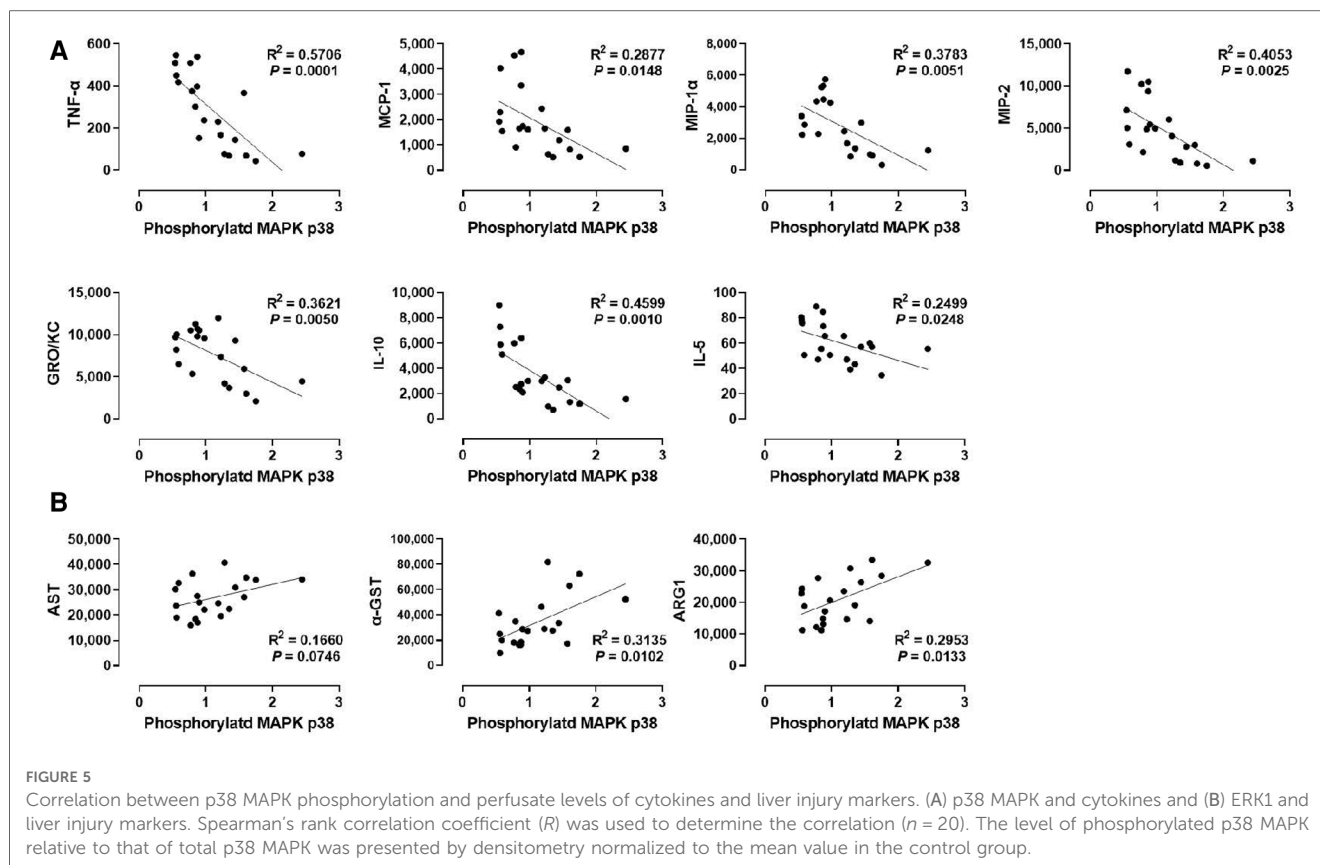 A
TNF-α
600
400
200
0
R² = 0.5706
P = 0.0001
0 1 2 3
Phosphorylatd MAPK p38
MCP-1
5,000
4,000
3,000
2,000
1,000
0
R² = 0.2877
P = 0.0148
0 1 2 3
Phosphorylatd MAPK p38
MIP-1α
8,000
6,000
4,000
2,000
0
R² = 0.3783
P = 0.0051
0 1 2 3
Phosphorylatd MAPK p38
MIP-2
15,000
10,000
5,000
0
R² = 0.4053
P = 0.0025
0 1 2 3
Phosphorylatd MAPK p38
GRO/KC
15,000
10,000
5,000
0
R² = 0.3621
P = 0.0050
0 1 2 3
Phosphorylatd MAPK p38
IL-10
10,000
8,000
6,000
4,000
2,000
0
R² = 0.4599
P = 0.0010
0 1 2 3
Phosphorylatd MAPK p38
IL-5
100
80
60
40
20
0
R² = 0.2499
P = 0.0248
0 1 2 3
Phosphorylatd MAPK p38
B
AST
50,000
40,000
30,000
20,000
10,000
0
R² = 0.1660
P = 0.0746
0 1 2 3
Phosphorylatd MAPK p38
α-GST
100,000
80,000
60,000
40,000
20,000
0
R² = 0.3135
P = 0.0102
0 1 2 3
Phosphorylatd MAPK p38
ARG1
40,000
30,000
20,000
10,000
0
R² = 0.2953
P = 0.0133
0 1 2 3
Phosphorylatd MAPK p38
FIGURE 5
Correlation between p38 MAPK phosphorylation and perfusate levels of cytokines and liver injury markers. (A) p38 MAPK and cytokines and (B) ERK1 and
liver injury markers. Spearman's rank correlation coefficient (R) was used to determine the correlation (n = 20). The level of phosphorylated p38 MAPK
relative to that of total p38 MAPK was presented by densitometry normalized to the mean value in the control group.